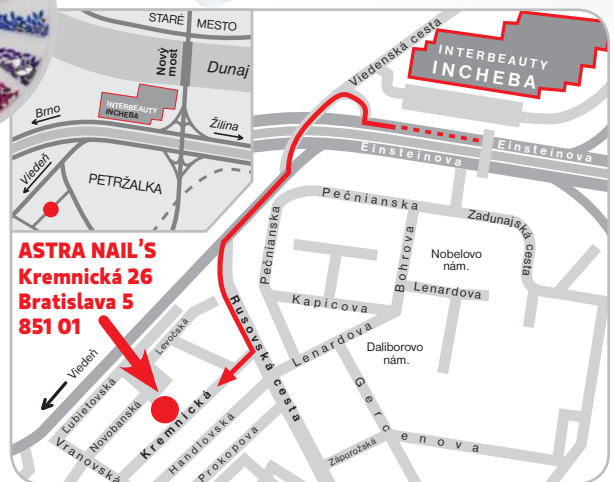 STARÉ MESTO
Nový
most
Dunaj
INTERBEAUTY
INCHEBA
Brno
Žilina
Viedeň
PETRŽALKA
Viedenská cesta
INTERBEAUTY
INCHEBA
Einsteinova
Einsteinova
Pečnianska
Pečnianska
Zadunajská cesta
Bohrova
Nobelovo
nám.
Lenardova
Kapicova
Lenardova
Daliborovo
nám.
ASTRA NAIL'S
Kremnická 26
Bratislava 5
851 01
Rusovská cesta
Levočská
Viedeň
Ľubietovská
Novobanská
Kremnická
Vranovská
Handlovská
Prokopova
Gercenova
Záporožská